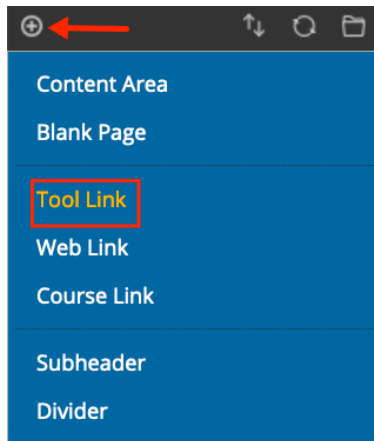 Content Area
Blank Page
Tool Link
Web Link
Course Link
Subheader
Divider